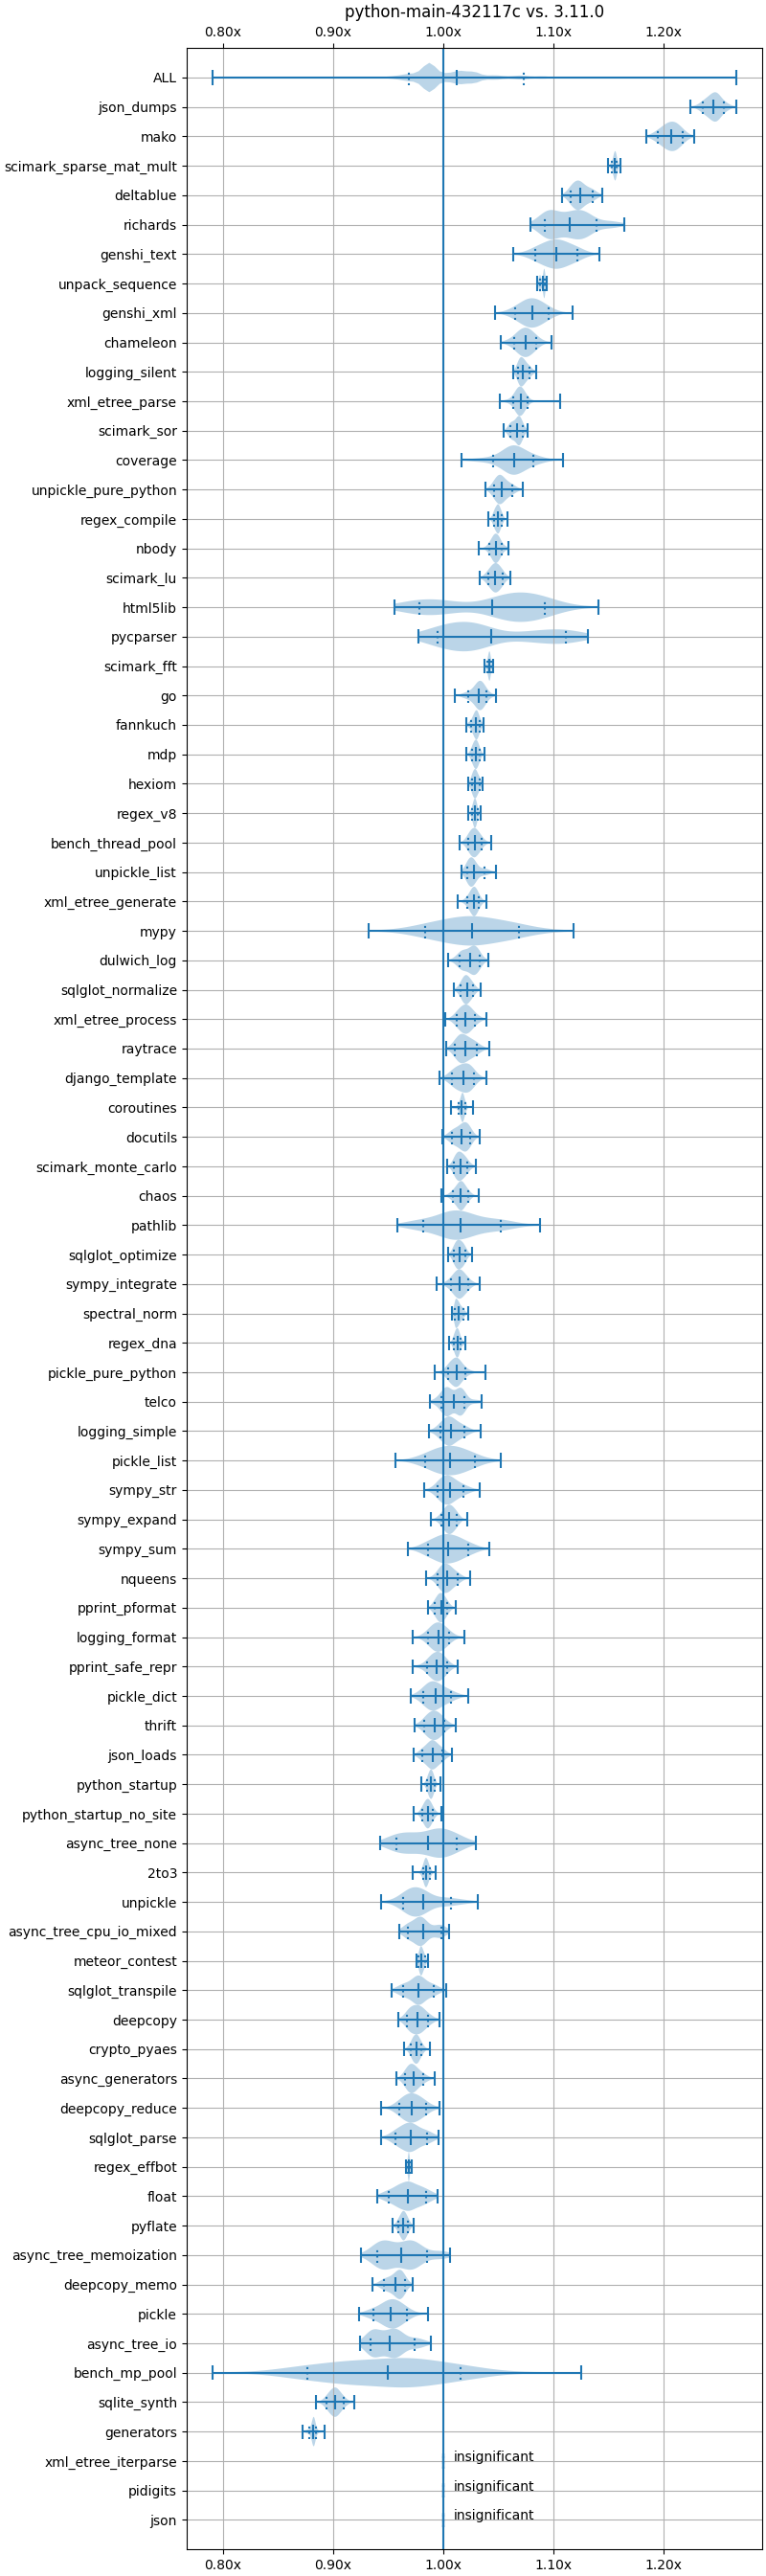 python-main-432117c vs. 3.11.0
0.80x 0.90x 1.00x 1.10x 1.20x
ALL
json_dumps
mako
scimark_sparse_mat_mult
deltablue
richards
genshi_text
unpack_sequence
genshi_xml
chameleon
logging_silent
xml_etree_parse
scimark_sor
coverage
unpickle_pure_python
regex_compile
nbody
scimark_lu
html5lib
pycparser
scimark_fft
go
fannkuch
mdp
hexiom
regex_v8
bench_thread_pool
unpickle_list
xml_etree_generate
mypy
dulwich_log
sqlglot_normalize
xml_etree_process
raytrace
django_template
coroutines
docutils
scimark_monte_carlo
chaos
pathlib
sqlglot_optimize
sympy_integrate
spectral_norm
regex_dna
pickle_pure_python
telco
logging_simple
pickle_list
sympy_str
sympy_expand
sympy_sum
nqueens
pprint_pformat
logging_format
pprint_safe_repr
pickle_dict
thrift
json_loads
python_startup
python_startup_no_site
async_tree_none
2to3
unpickle
async_tree_cpu_io_mixed
meteor_contest
sqlglot_transpile
deepcopy
crypto_pyaes
async_generators
deepcopy_reduce
sqlglot_parse
regex_effbot
float
pyflate
async_tree_memoization
deepcopy_memo
pickle
async_tree_io
bench_mp_pool
sqlite_synth
generators
xml_etree_iterparse insignificant
pidigits insignificant
json insignificant
0.80x 0.90x 1.00x 1.10x 1.20x